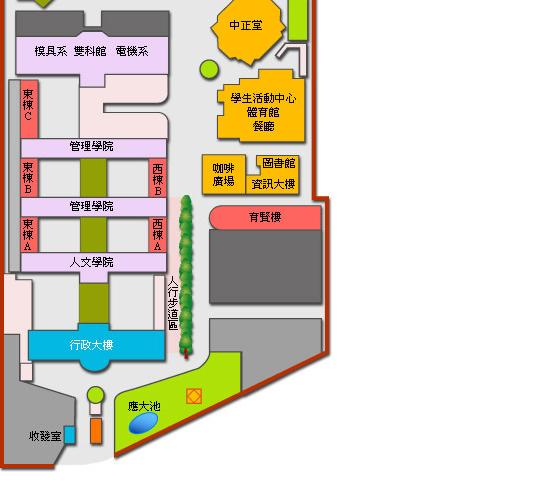 中正堂
模具系 雙科館 電機系
學生活動中心
體育館
餐廳
東棟C
管理學院
咖啡廣場
圖書館
資訊大樓
東棟B
西棟B
管理學院
育賢樓
東棟A
西棟A
人文學院
人行步道區
行政大樓
應大池
收發室